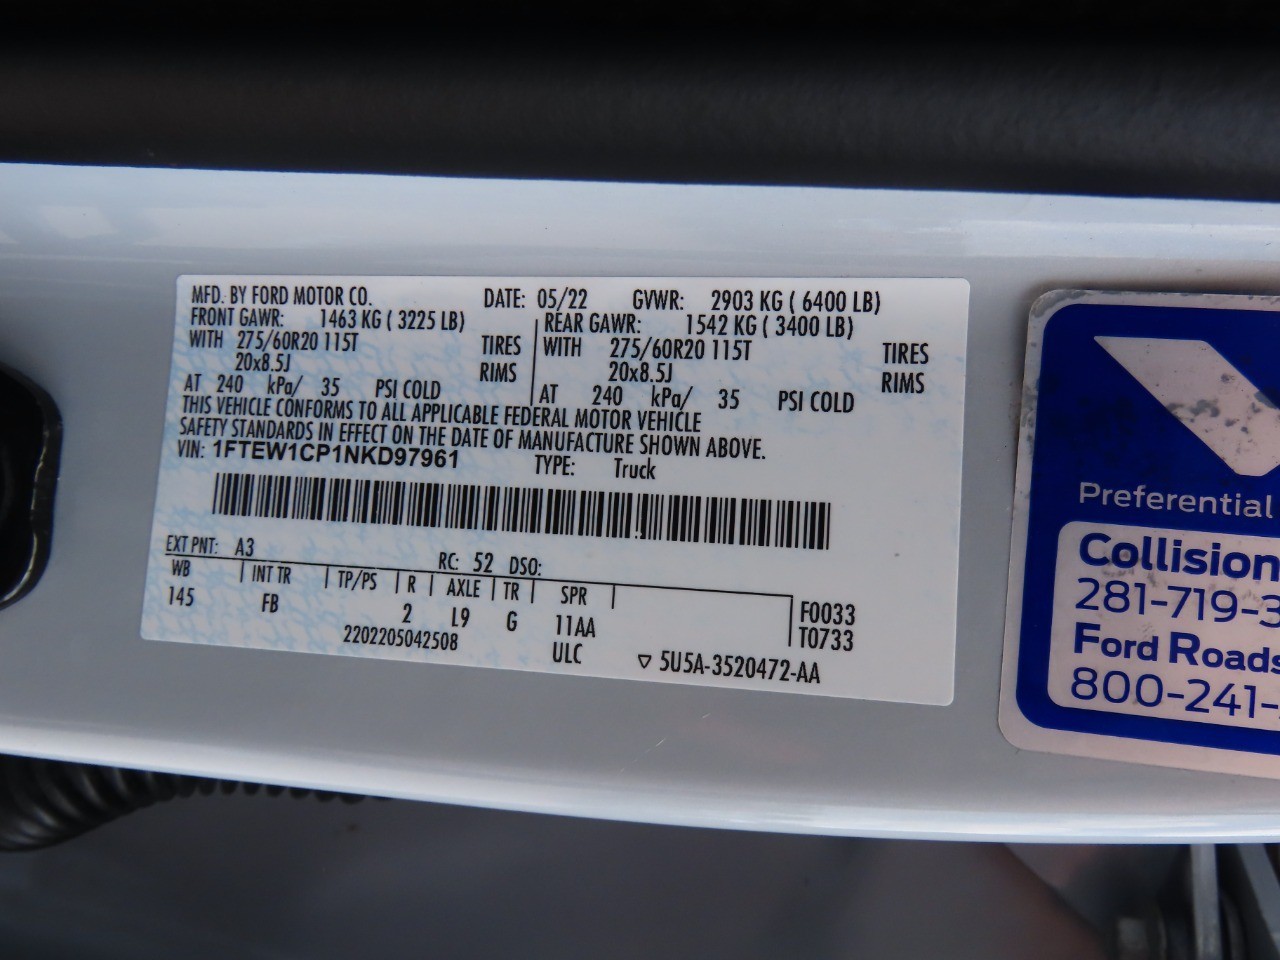 MFD. BY FORD MOTOR CO. DATE: 05/22 GVWR: 2903 KG ( 6400 LB)
FRONT GAWR: 1463 KG ( 3225 LB) REAR GAWR: 1542 KG ( 3400 LB)
WITH 275/60R20 115T TIRES WITH 275/60R20 115T TIRES
20x8.5J RIMS 20x8.5J RIMS
AT 240 kPa/ 35 PSI COLD AT 240 kPa/ 35 PSI COLD
THIS VEHICLE CONFORMS TO ALL APPLICABLE FEDERAL MOTOR VEHICLE
SAFETY STANDARDS IN EFFECT ON THE DATE OF MANUFACTURE SHOWN ABOVE.
VIN: 1FTEW1CP1NKD97961 TYPE: Truck
EXT PNT: A3 RC: 52 DSO:
WB INT TR TP/PS R AXLE TR SPR
145 FB 2 L9 G 11AA F0033
2202205042508 ULC T0733
5U5A-3520472-AA
Preferential
Collision
281-719-3
Ford Roads
800-241-